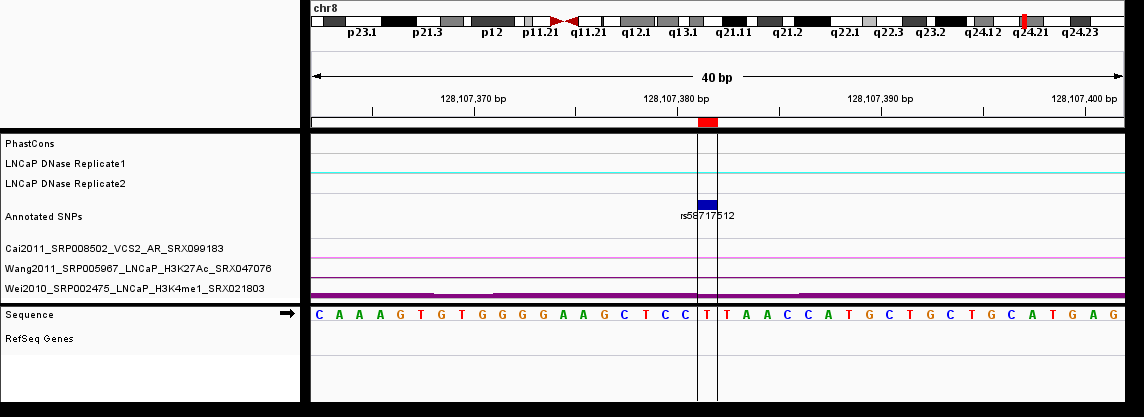 chr8
p23.1 p21.3 p12 p11.21 q11.21 q12.1 q13.1 q21.11 q21.2 q22.1 q22.3 q23.2 q24.12 q24.21 q24.23
40 bp
128,107,370 bp 128,107,380 bp 128,107,390 bp 128,107,400 bp
PhastCons
LNCaP DNase Replicate1
LNCaP DNase Replicate2
Annotated SNPs
rs58717512
Cai2011_SRP008502_VCS2_AR_SRX099183
Wang2011_SRP005967_LNCaP_H3K27Ac_SRX047076
Wei2010_SRP002475_LNCaP_H3K4me1_SRX021803
Sequence C A A A G T G T G G G G A A G C T C C T T A A C C A T G C T G C T G C A T G A G
RefSeq Genes